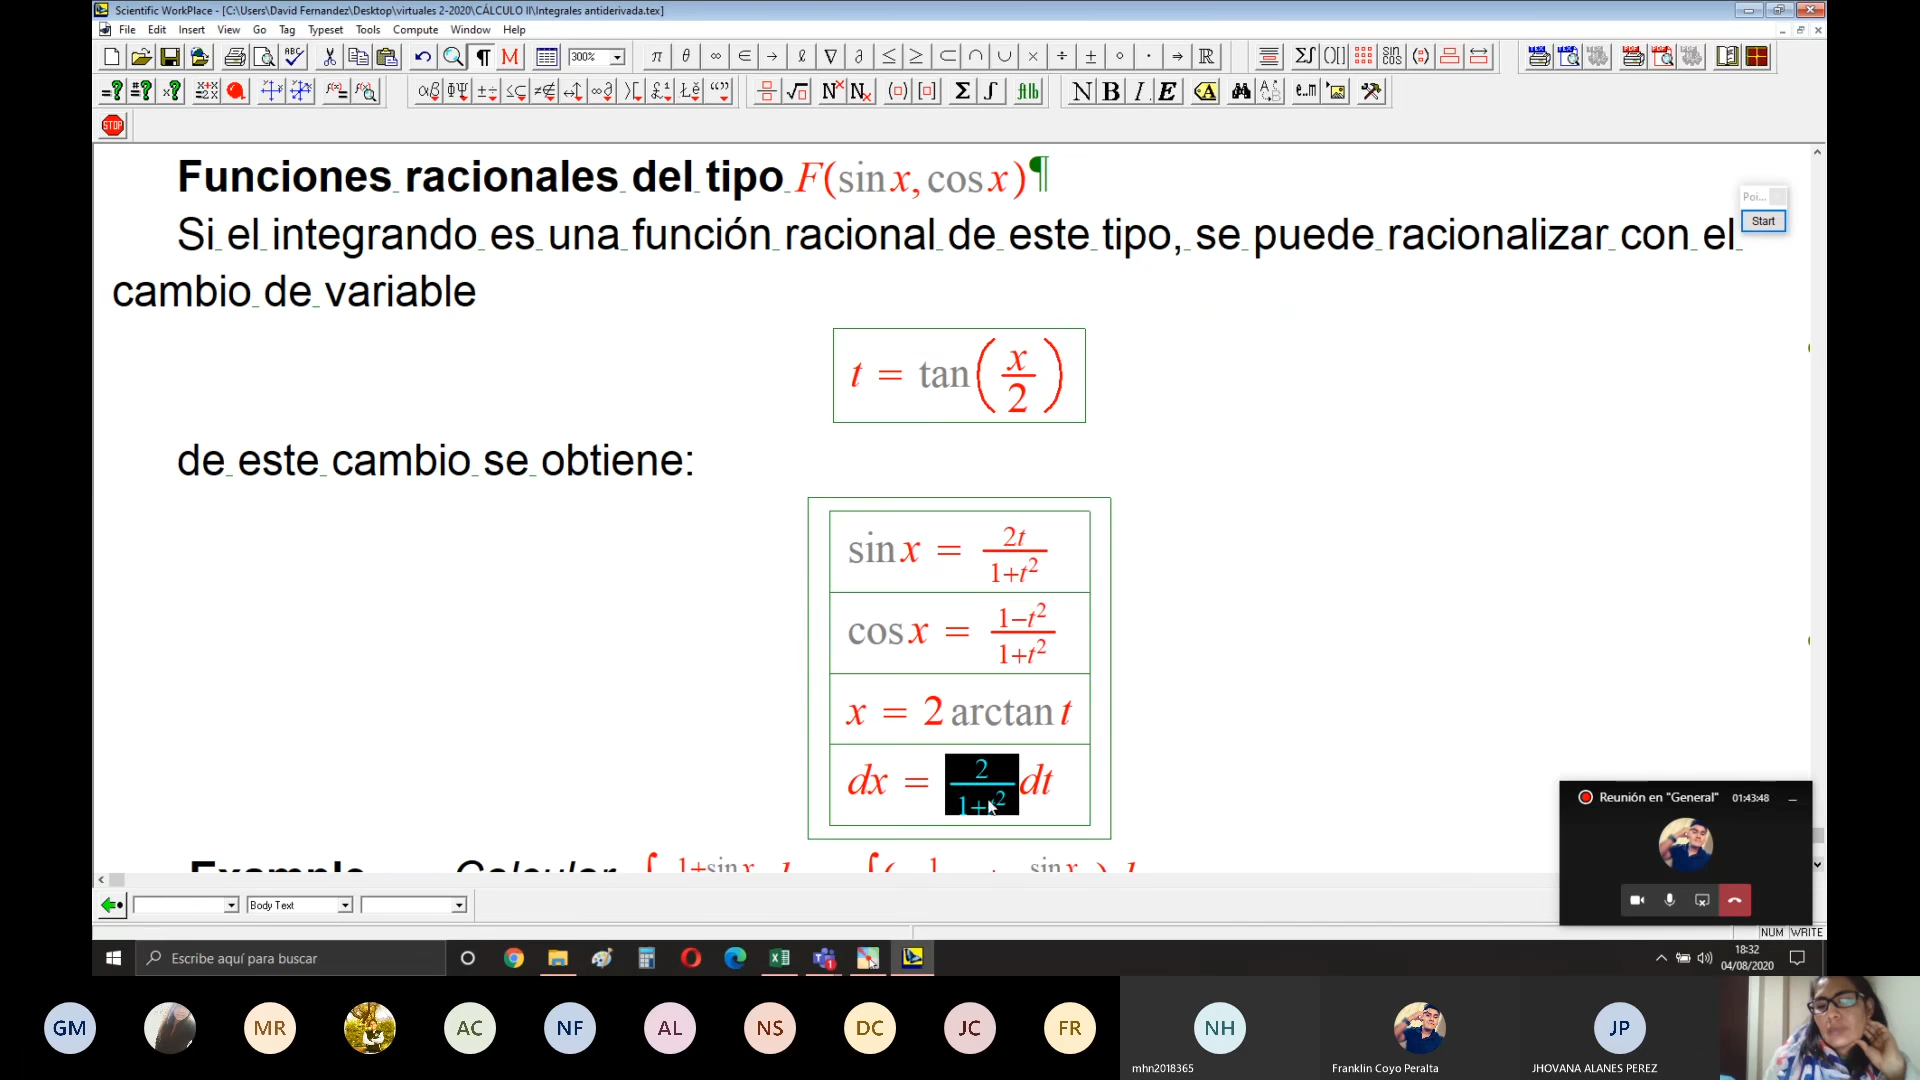 Scientific WorkPlace - [C:\Users\David Fernandez\Desktop\virtuales 2-2020\CÁLCULO II\Integrales antiderivada.tex]
File Edit Insert View Go Tag Typeset Tools Compute Window Help
300%
STOP
Funciones racionales del tipo F(sin x, cos x)¶
Si el integrando es una función racional de este tipo, se puede racionalizar con el
cambio de variable
t = tan(x/2)
de este cambio se obtiene:
sin x = 2t/(1+t²)
cos x = (1−t²)/(1+t²)
x = 2 arctan t
dx = 2/(1+t²) dt
Poi...
Start
Reunión en "General" 01:43:48
Body Text
NUM WRITE
Escribe aquí para buscar
18:32
04/08/2020
GM MR AC NF AL NS DC JC FR NH JP
mhn2018365 Franklin Coyo Peralta JHOVANA ALANES PEREZ